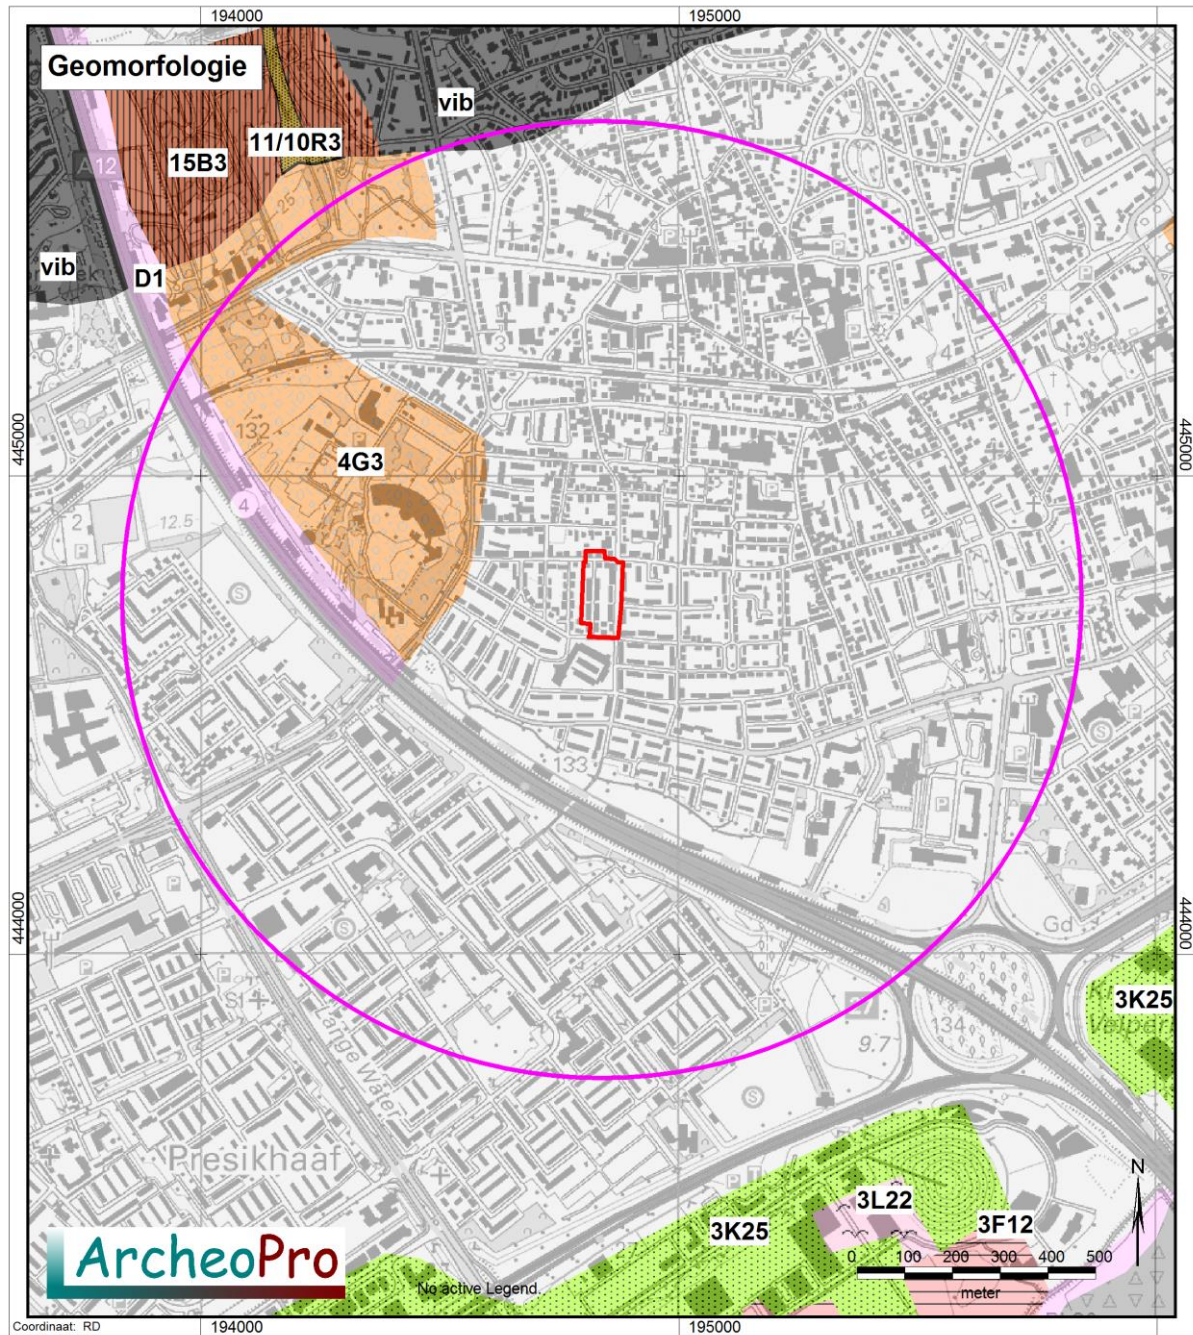 194000
195000
Geomorfologie
vib
11/10R3
15B3
A 12
25
vib
D1
3
4
445000
445000
132
4G3
4
2
12.5
S
133
S
S
P
444000
444000
Gd
3K25
134
9.7
Lange Water
S
Presikhaaf
N
3L22
3K25
3F12
0 100 200 300 400 500
meter
ArcheoPro
No active Legend.
Coordinaat: RD
194000
195000